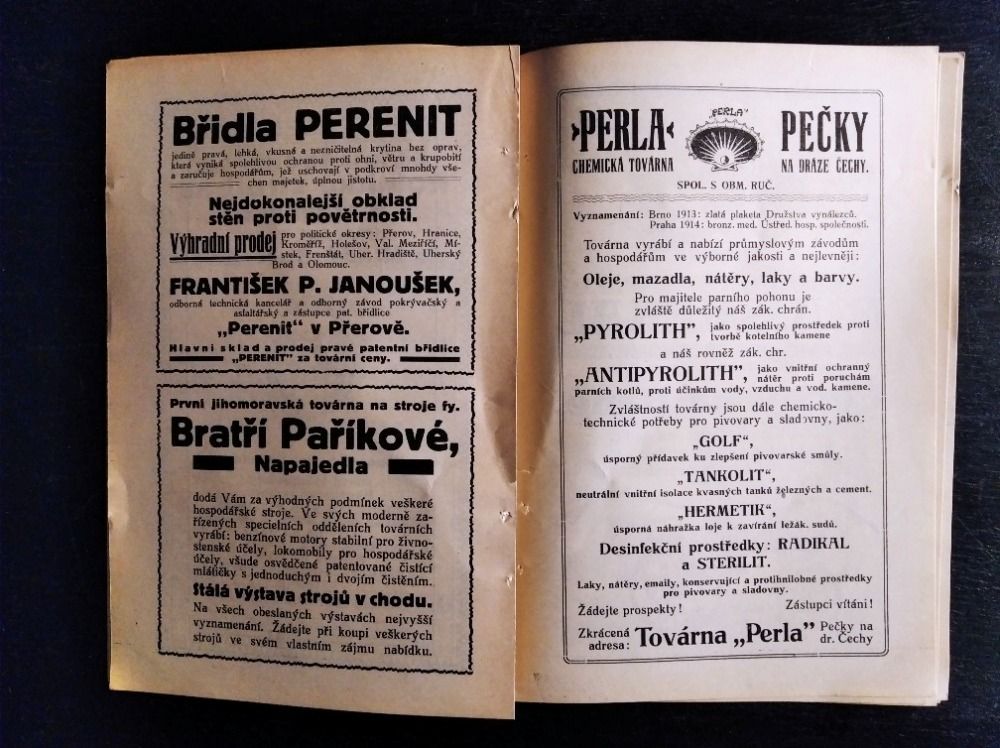 Břidla PERENIT
jedině pravá, lehká, vkusná a nezničitelná krytina bez oprav,
která vyniká spolehlivou ochranou proti ohni, větru a krupobití
a zaručuje hospodářům, jež uschovají v podkroví mnohdy vše-
chen majetek, úplnou jistotu.
Nejdokonalejší obklad
stěn proti povětrnosti.
Výhradní prodej
pro politické okresy: Přerov, Hranice,
Kroměříž, Holešov, Val. Meziříčí, Mí-
stek, Frenštát, Uher. Hradiště, Uherský
Brod a Olomouc.
FRANTIŠEK P. JANOUŠEK,
odborná technická kancelář a odborný závod pokrývačský a
asfaltářský a zástupce pat. břidlice
„Perenit“ v Přerově.
Hlavní sklad a prodej pravé patentní břidlice
„PERENIT” za tovární ceny.
První jihomoravská továrna na stroje fy.
Bratří Paříkové,
Napajedla
dodá Vám za výhodných podmínek veškeré
hospodářské stroje. Ve svých moderně za-
řízených specielních odděleních továrních
vyrábí: benzínové motory stabilní pro živno-
stenské účely, lokomobily pro hospodářské
účely, všude osvědčené patentované čistící
mlátičky s jednoduchým i dvojím čistěním.
Stálá výstava strojů v chodu.
Na všech obeslaných výstavách nejvyšší
vyznamenání. Žádejte při koupi veškerých
strojů ve svém vlastním zájmu nabídku.
PERLA
CHEMICKÁ TOVÁRNA
„PERLA“
PEČKY
NA DRÁZE ČECHY.
SPOL. S OBM. RUČ.
Vyznamenání: Brno 1913: zlatá plaketa Družstva vynálezců.
Praha 1914: bronz. med. Ústřed. hosp. společnosti.
Továrna vyrábí a nabízí průmyslovým závodům
a hospodářům ve výborné jakosti a nejlevněji:
Oleje, mazadla, nátěry, laky a barvy.
Pro majitele parního pohonu je
zvláště důležitý náš zák. chrán.
„PYROLITH”, jako spolehlivý prostředek proti
tvorbě kotelního kamene
a náš rovněž zák. chr.
„ANTIPYROLITH”, jako vnitřní ochranný
nátěr proti poruchám
parních kotlů, proti účinkům vody, vzduchu a vod. kamene.
Zvláštností továrny jsou dále chemicko-
technické potřeby pro pivovary a sladovny, jako:
„GOLF“,
úsporný přídavek ku zlepšení pivovarské smůly.
„TANKOLIT“,
neutrální vnitřní isolace kvasných tanků železných a cement.
„HERMETIK“,
úsporná náhražka loje k zavírání ležák. sudů.
Desinfekční prostředky: RADIKAL
a STERILIT.
Laky, nátěry, emaily, konservující a protihnilobné prostředky
pro pivovary a sladovny.
Žádejte prospekty!
Zástupci vítáni!
Zkrácená
adresa: Továrna „Perla” Pečky na
dr. Čechy